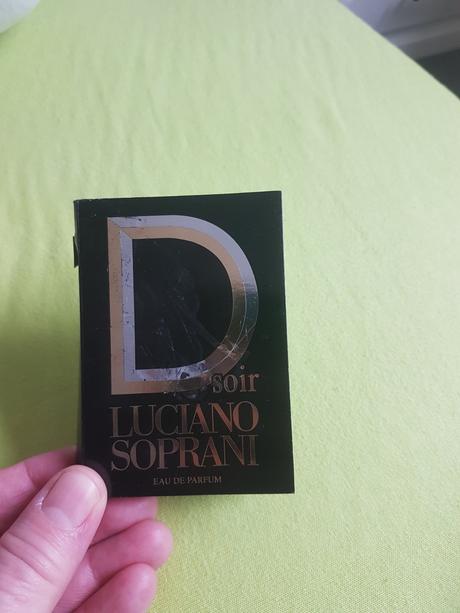 D
soir
LUCIANO
SOPRANI
EAU DE PARFUM